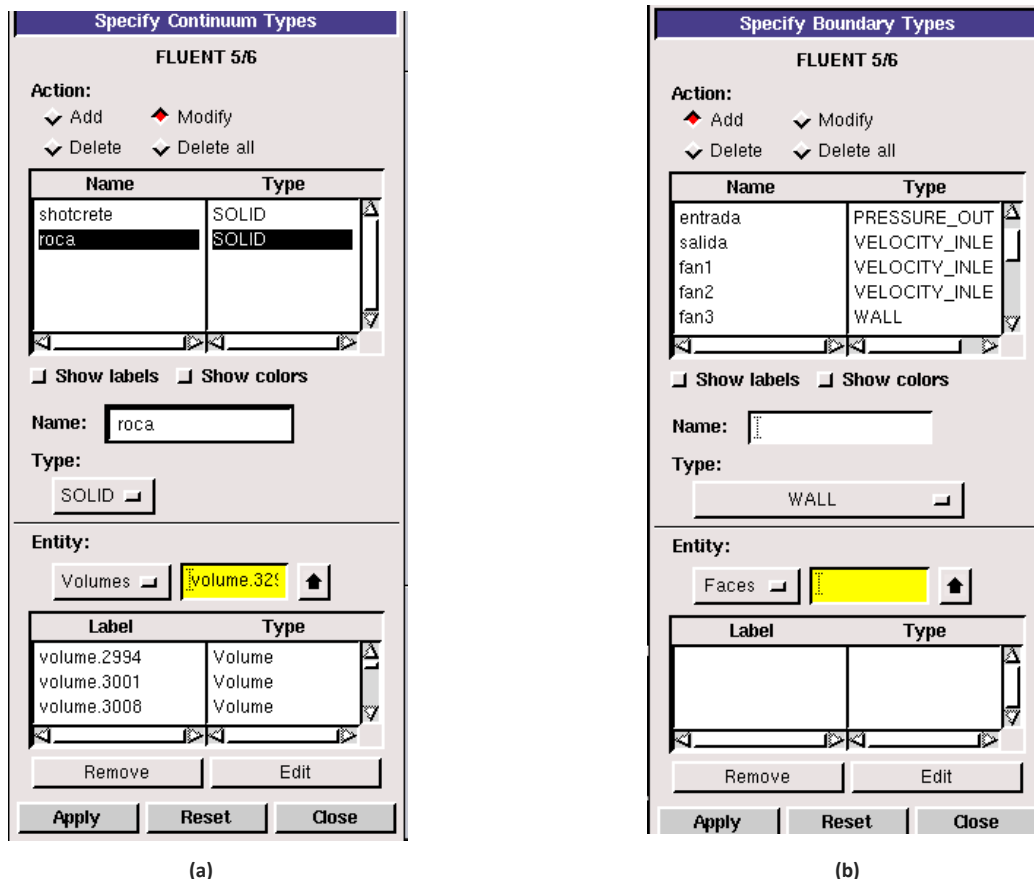 Specify Continuum Types
FLUENT 5/6
Action:
Add Modify
Delete Delete all
Name Type
shotcrete SOLID
roca SOLID
Show labels Show colors
Name: roca
Type:
SOLID
Entity:
Volumes volume.329
Label Type
volume.2994 Volume
volume.3001 Volume
volume.3008 Volume
Remove Edit
Apply Reset Close
(a)
Specify Boundary Types
FLUENT 5/6
Action:
Add Modify
Delete Delete all
Name Type
entrada PRESSURE_OUT
salida VELOCITY_INLE
fan1 VELOCITY_INLE
fan2 VELOCITY_INLE
fan3 WALL
Show labels Show colors
Name:
Type:
WALL
Entity:
Faces
Label Type
Remove Edit
Apply Reset Close
(b)